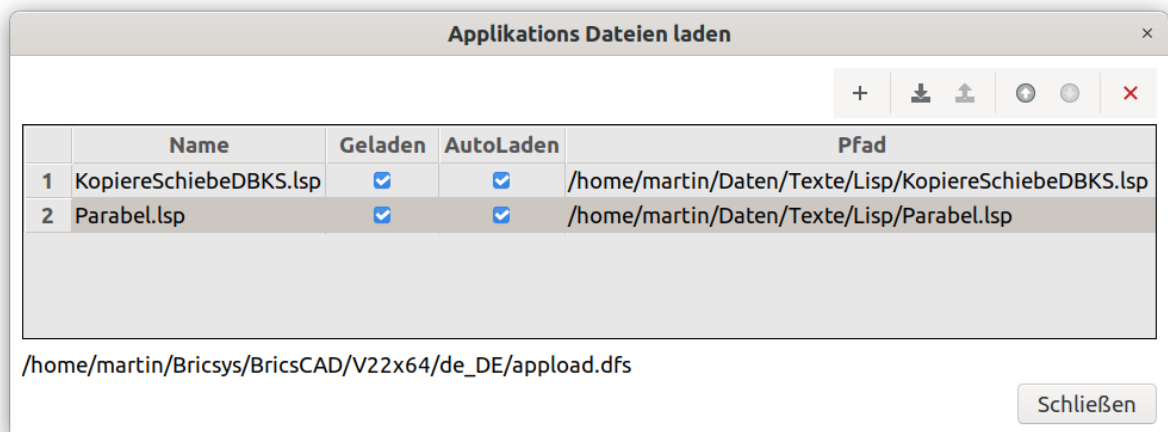 Applikations Dateien laden
Name Geladen AutoLaden Pfad
1 KopiereSchiebeDBKS.lsp /home/martin/Daten/Texte/Lisp/KopiereSchiebeDBKS.lsp
2 Parabel.lsp /home/martin/Daten/Texte/Lisp/Parabel.lsp
/home/martin/Bricsys/BricsCAD/V22x64/de_DE/appload.dfs
Schließen